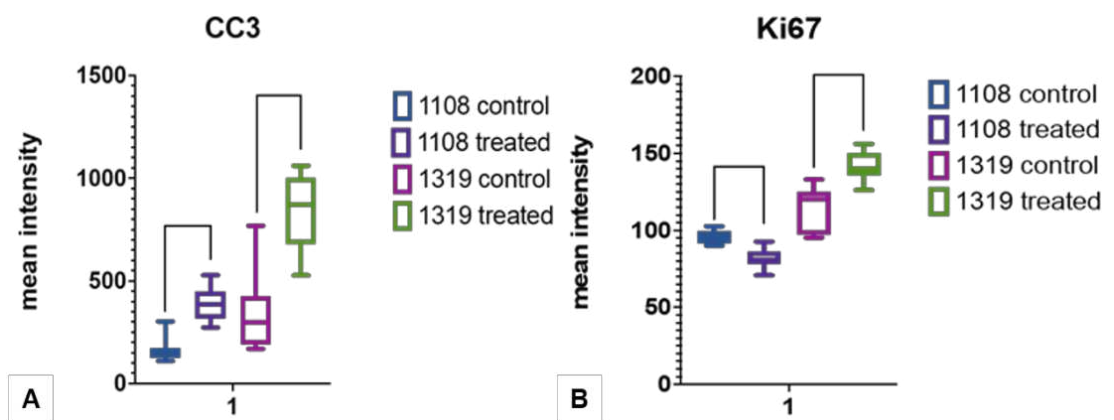 CC3
mean intensity
1500
1000
500
0
1
1108 control
1108 treated
1319 control
1319 treated
A
Ki67
mean intensity
200
150
100
50
0
1
1108 control
1108 treated
1319 control
1319 treated
B